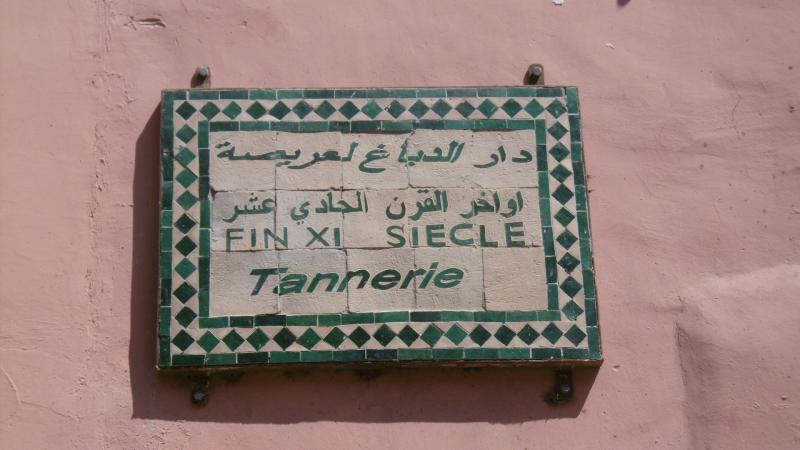 دار الدباغ لعريصة
اواخر القرن الحادي عشر
FIN XI SIECLE
Tannerie